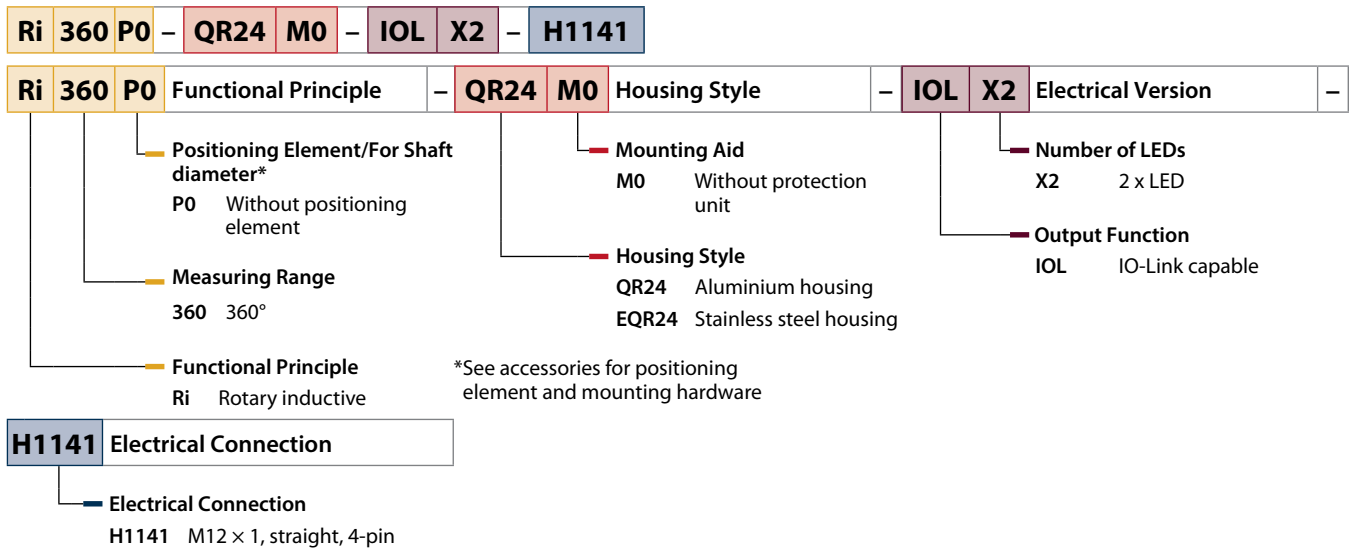 Ri 360 P0 – QR24 M0 – IOL X2 – H1141
Ri 360 P0 Functional Principle – QR24 M0 Housing Style – IOL X2 Electrical Version –
Positioning Element/For Shaft
diameter*
P0 Without positioning
element
Measuring Range
360 360°
Functional Principle
Ri Rotary inductive
Mounting Aid
M0 Without protection
unit
Housing Style
QR24 Aluminium housing
EQR24 Stainless steel housing
*See accessories for positioning
element and mounting hardware
Number of LEDs
X2 2 x LED
Output Function
IOL IO-Link capable
H1141 Electrical Connection
Electrical Connection
H1141 M12 × 1, straight, 4-pin